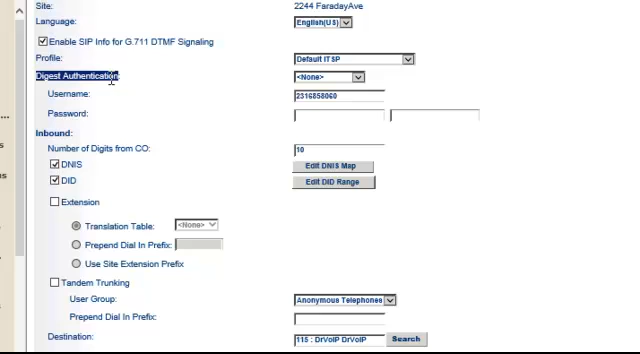 Site: 2244 FaradayAve
Language: English(US)
Enable SIP Info for G.711 DTMF Signaling
Profile: Default ITSP
Digest Authentication <None>
Username: 2316858060
Password:
Inbound:
Number of Digits from CO: 10
DNIS Edit DNIS Map
DID Edit DID Range
Extension
Translation Table: <None>
Prepend Dial In Prefix:
Use Site Extension Prefix
Tandem Trunking
User Group: Anonymous Telephones
Prepend Dial In Prefix:
Destination: 115 : DrVoIP DrVoIP Search